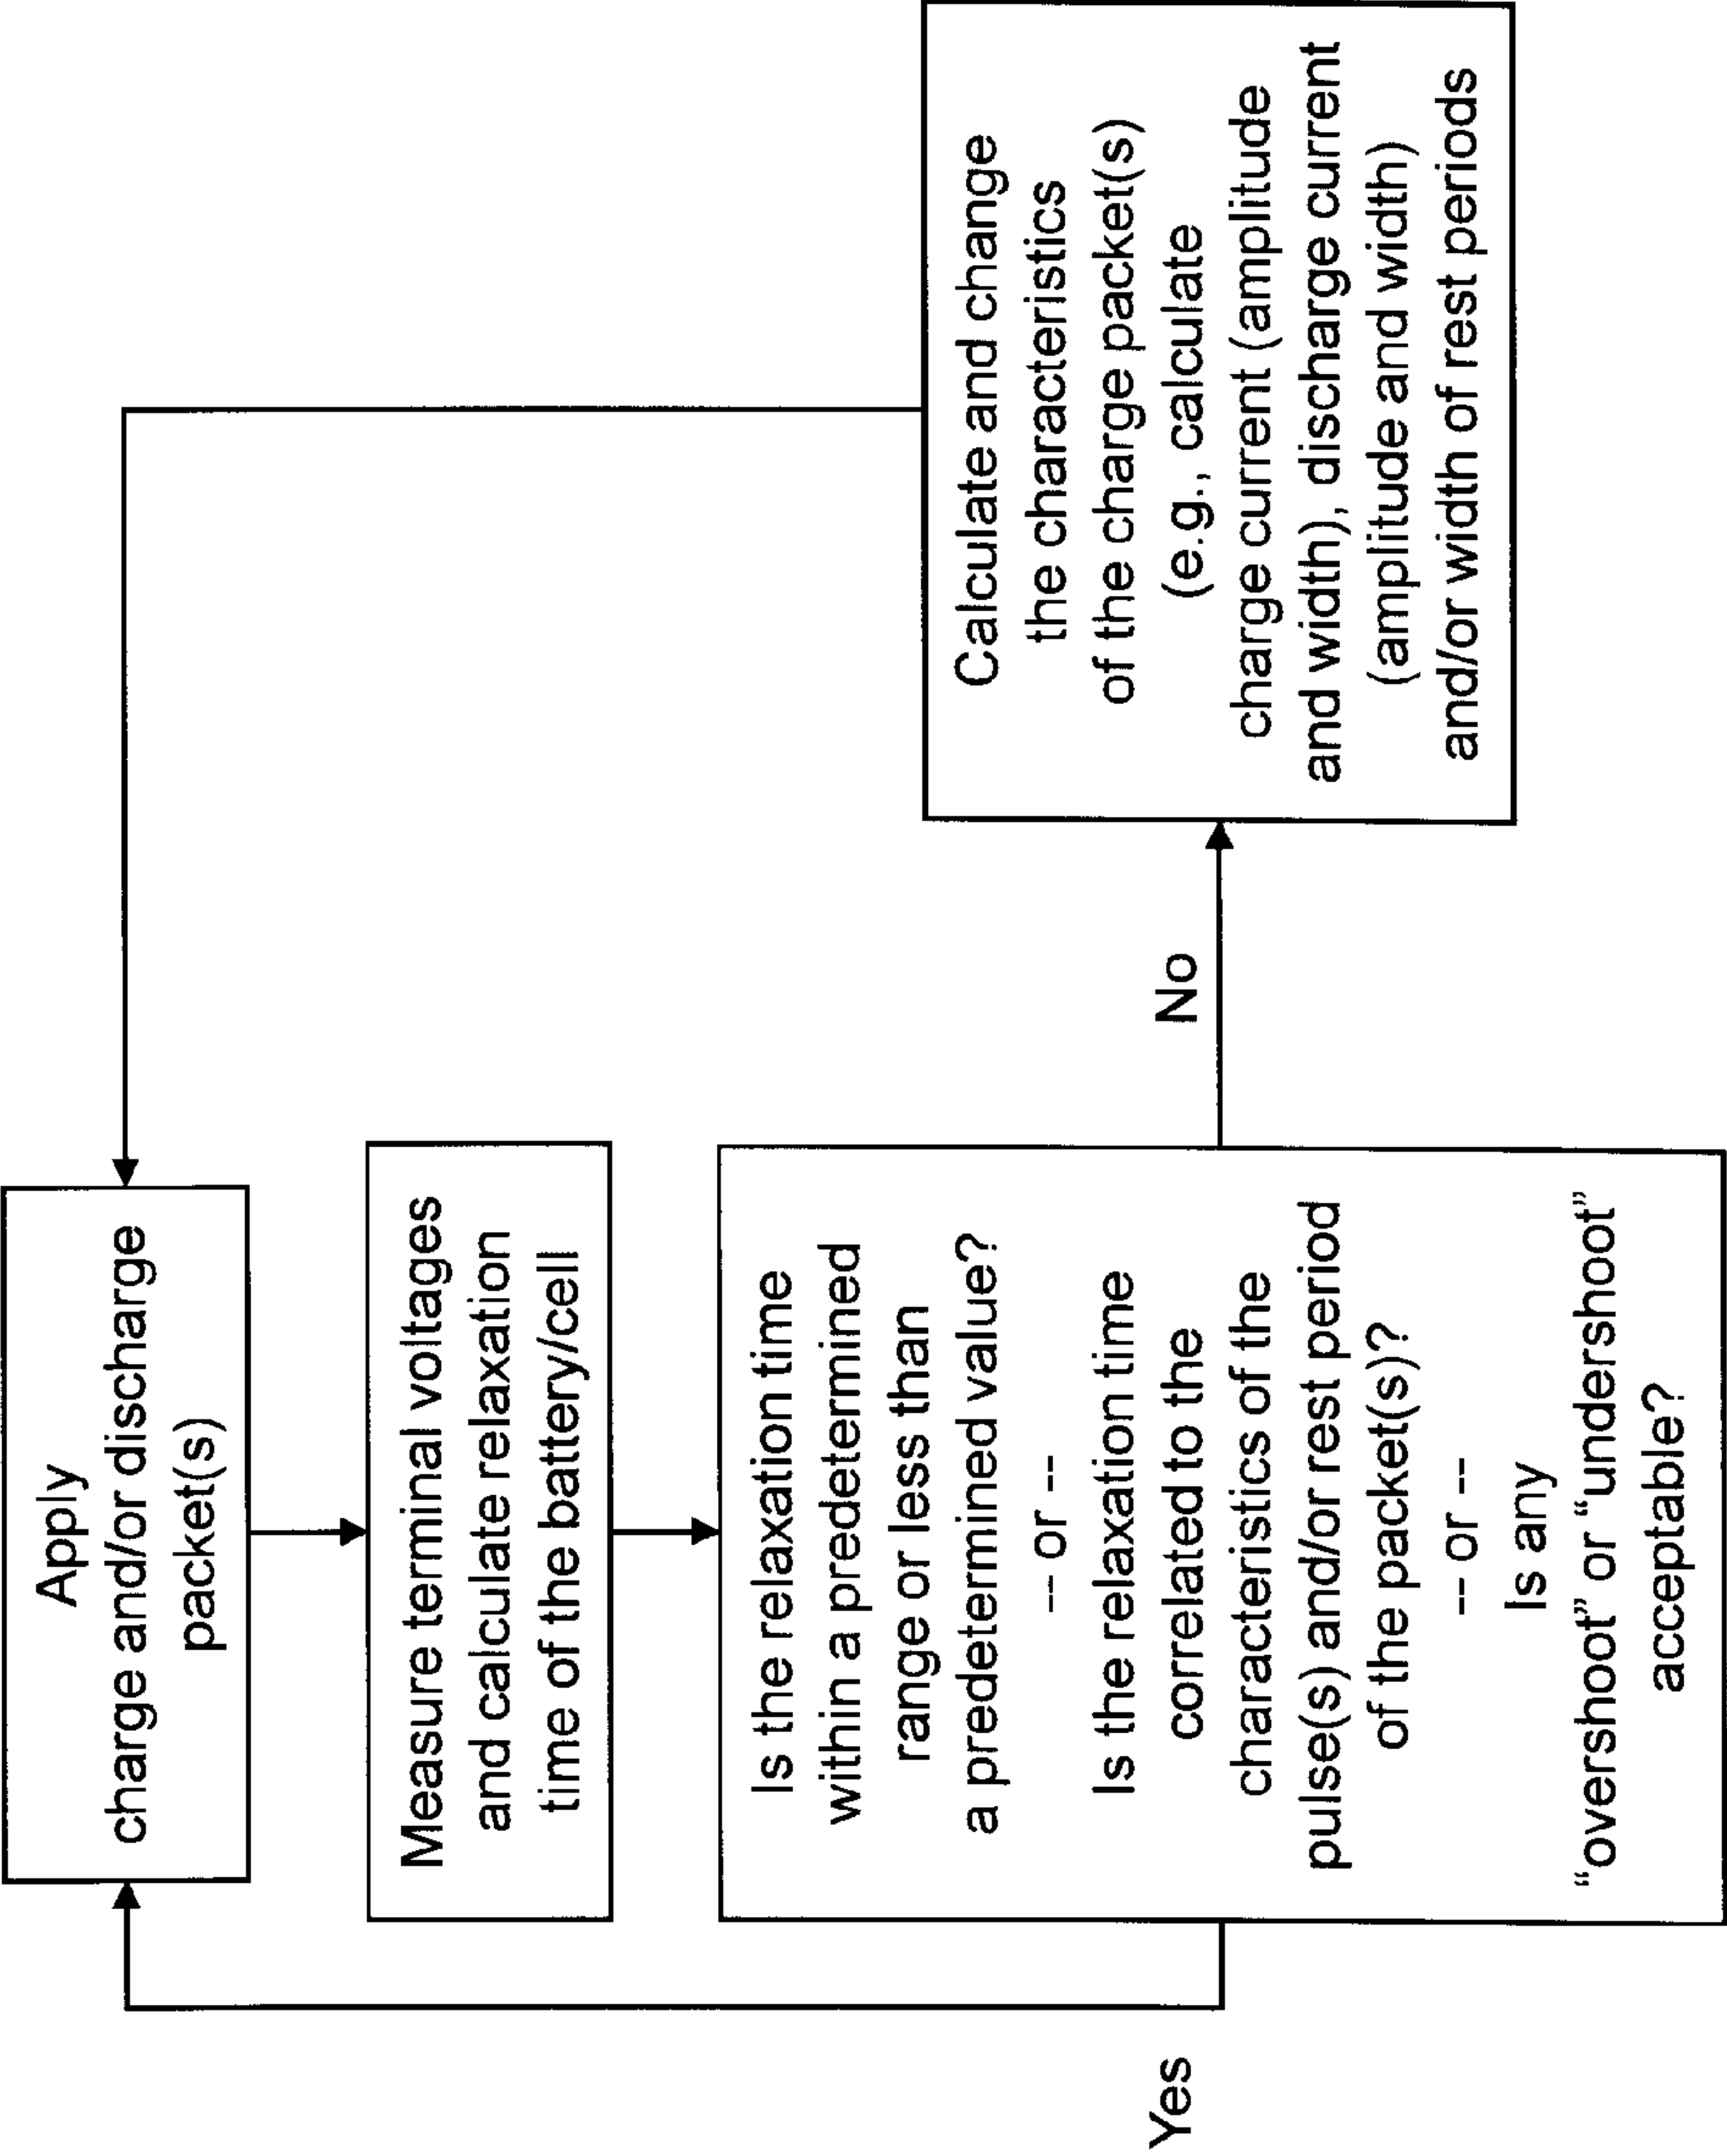 Apply
charge and/or discharge
packet(s)
Measure terminal voltages
and calculate relaxation
time of the battery/cell
Is the relaxation time
within a predetermined
range or less than
a predetermined value?
-- or --
Is the relaxation time
correlated to the
characteristics of the
pulse(s) and/or rest period
of the packet(s)?
-- or --
Is any
“overshoot” or “undershoot”
acceptable?
Yes
No
Calculate and change
the characteristics
of the charge packet(s)
(e.g., calculate
charge current (amplitude
and width), discharge current
(amplitude and width)
and/or width of rest periods